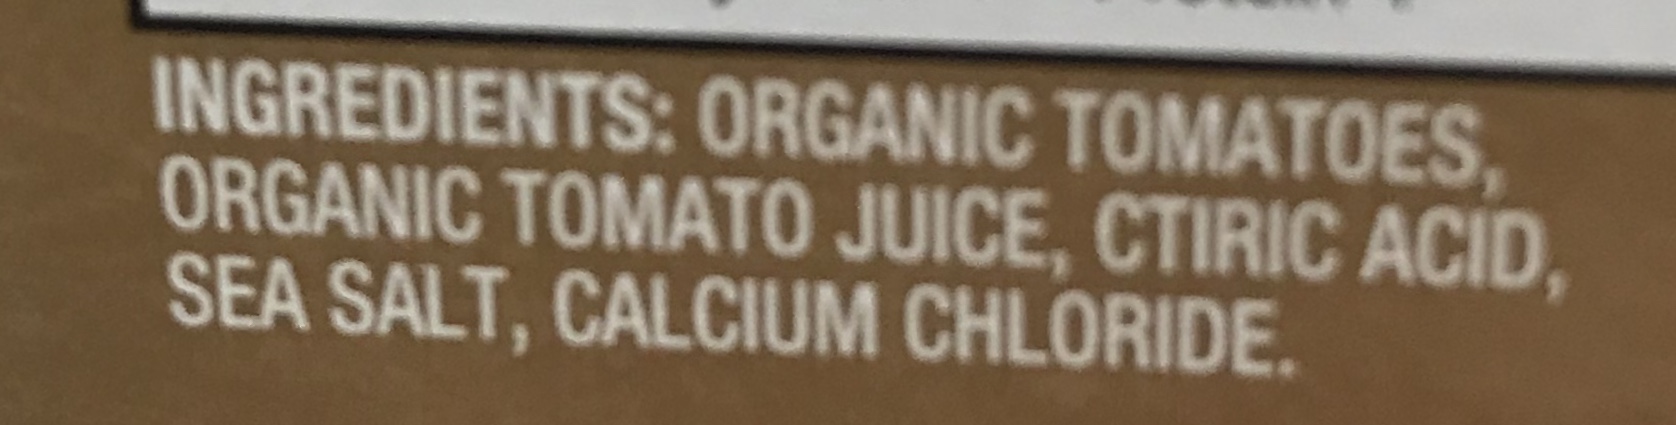 INGREDIENTS: ORGANIC TOMATOES,
ORGANIC TOMATO JUICE, CTIRIC ACID,
SEA SALT, CALCIUM CHLORIDE.